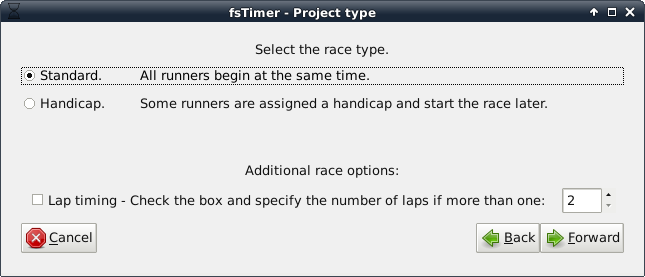 fsTimer - Project type
Select the race type.
Standard. All runners begin at the same time.
Handicap. Some runners are assigned a handicap and start the race later.
Additional race options:
Lap timing - Check the box and specify the number of laps if more than one: 2
Cancel Back Forward